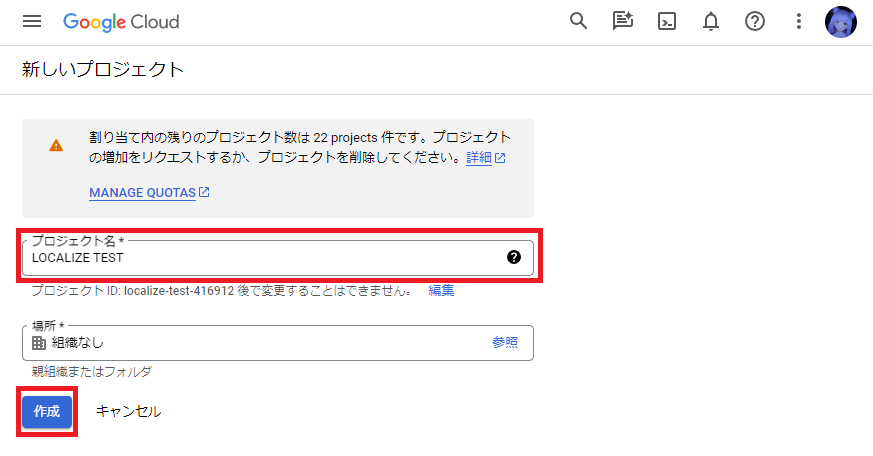 Google Cloud
新しいプロジェクト
割り当て内の残りのプロジェクト数は 22 projects 件です。プロジェクト
の増加をリクエストするか、プロジェクトを削除してください。詳細
MANAGE QUOTAS
プロジェクト名 *
LOCALIZE TEST
プロジェクト ID: localize-test-416912 後で変更することはできません。 編集
場所 *
組織なし 参照
親組織またはフォルダ
作成 キャンセル